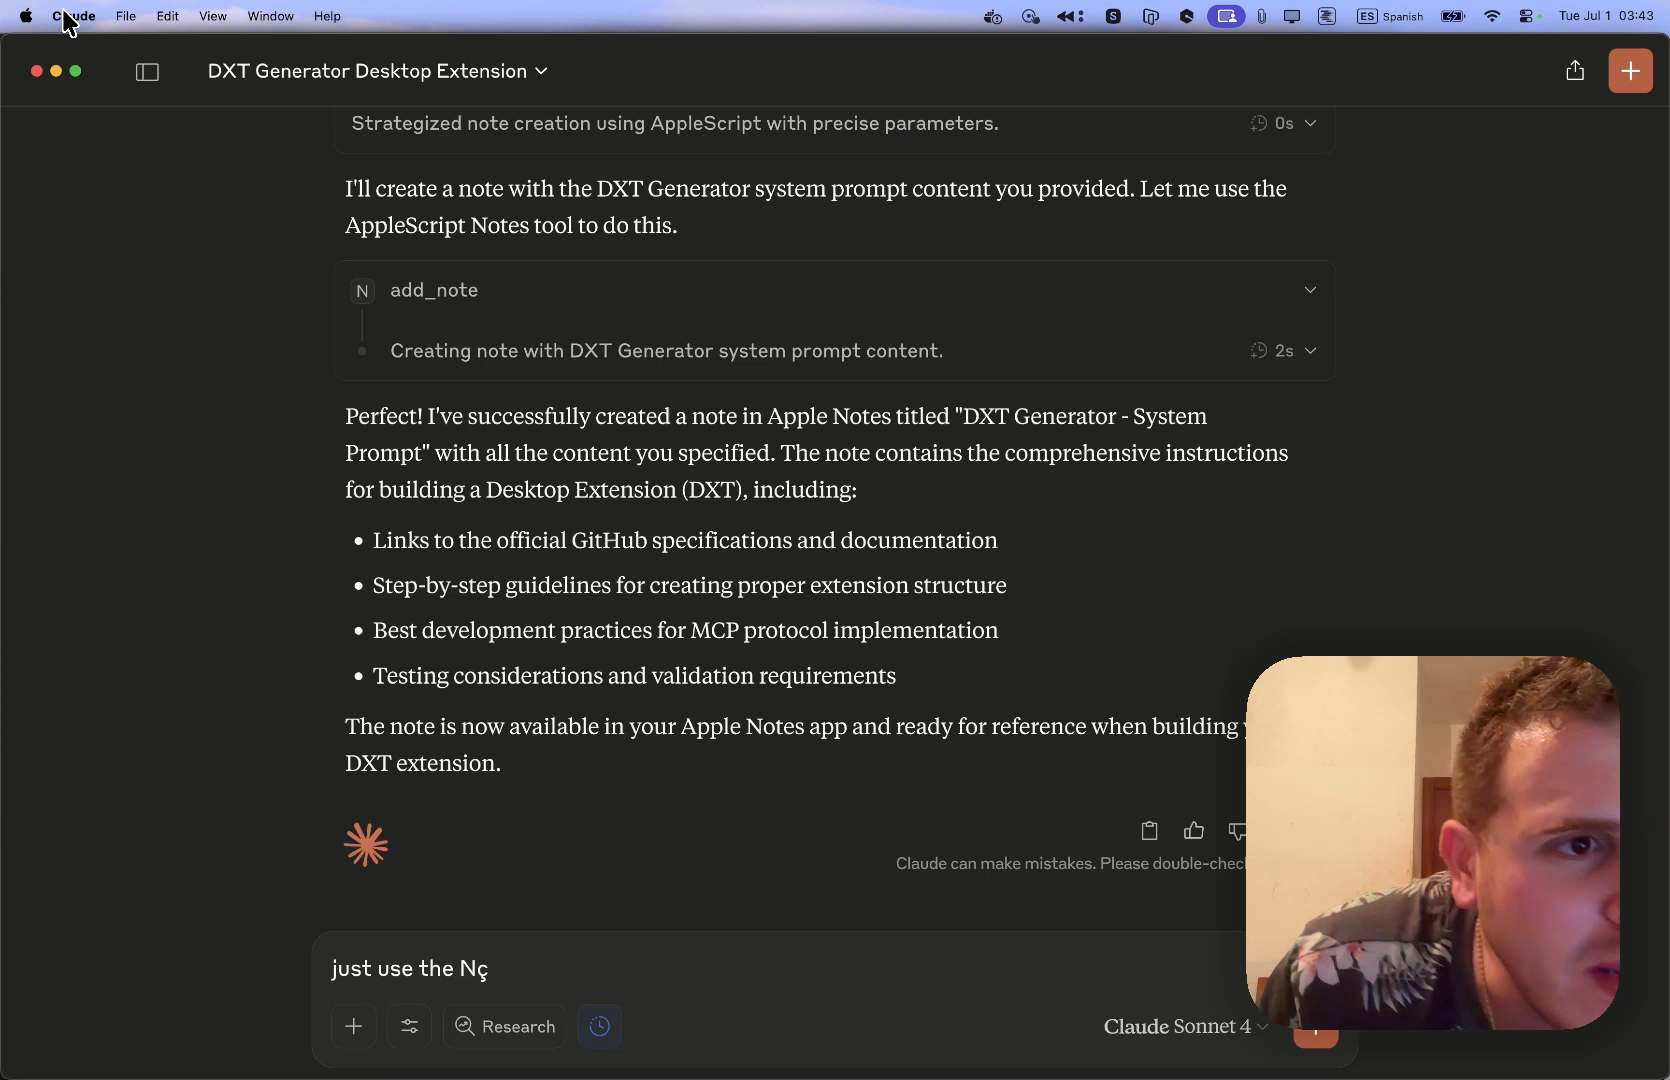 Claude File Edit View Window Help
S
ES Spanish
Tue Jul 1 03:43
DXT Generator Desktop Extension
Strategized note creation using AppleScript with precise parameters.
0s
I'll create a note with the DXT Generator system prompt content you provided. Let me use the
AppleScript Notes tool to do this.
N add_note
Creating note with DXT Generator system prompt content.
2s
Perfect! I've successfully created a note in Apple Notes titled "DXT Generator - System
Prompt" with all the content you specified. The note contains the comprehensive instructions
for building a Desktop Extension (DXT), including:
• Links to the official GitHub specifications and documentation
• Step-by-step guidelines for creating proper extension structure
• Best development practices for MCP protocol implementation
• Testing considerations and validation requirements
The note is now available in your Apple Notes app and ready for reference when building
DXT extension.
Claude can make mistakes. Please double-chec
just use the Nç
Research
Claude Sonnet 4